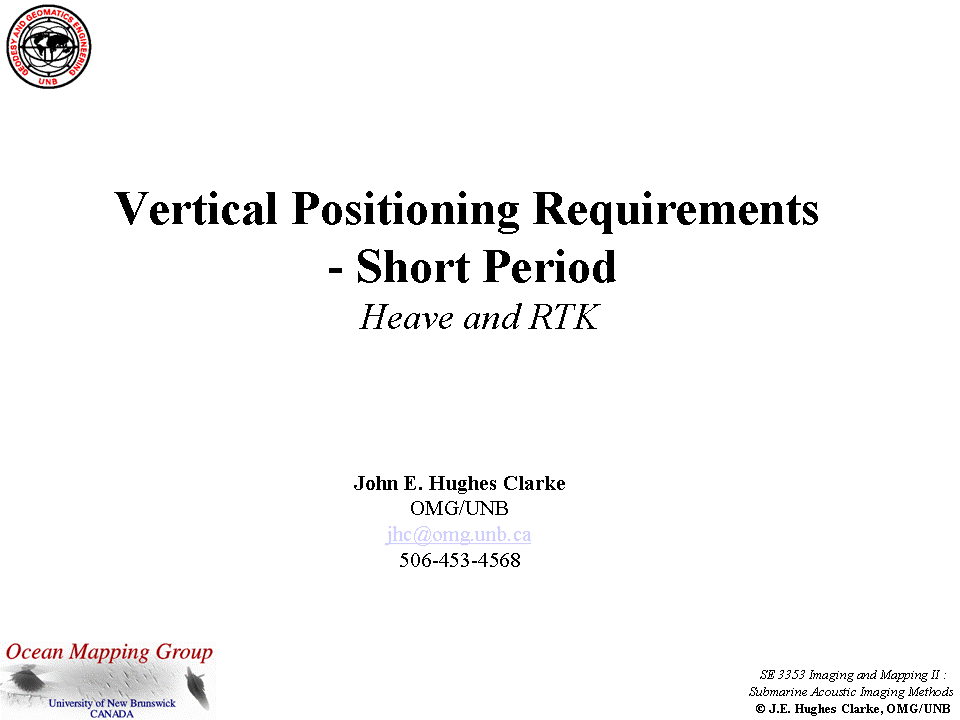 GEODESY AND GEOMATICS ENGINEERING
UNB
Vertical Positioning Requirements
- Short Period
Heave and RTK
John E. Hughes Clarke
OMG/UNB
jhc@omg.unb.ca
506-453-4568
Ocean Mapping Group
University of New Brunswick
CANADA
SE 3353 Imaging and Mapping II :
Submarine Acoustic Imaging Methods
© J.E. Hughes Clarke, OMG/UNB